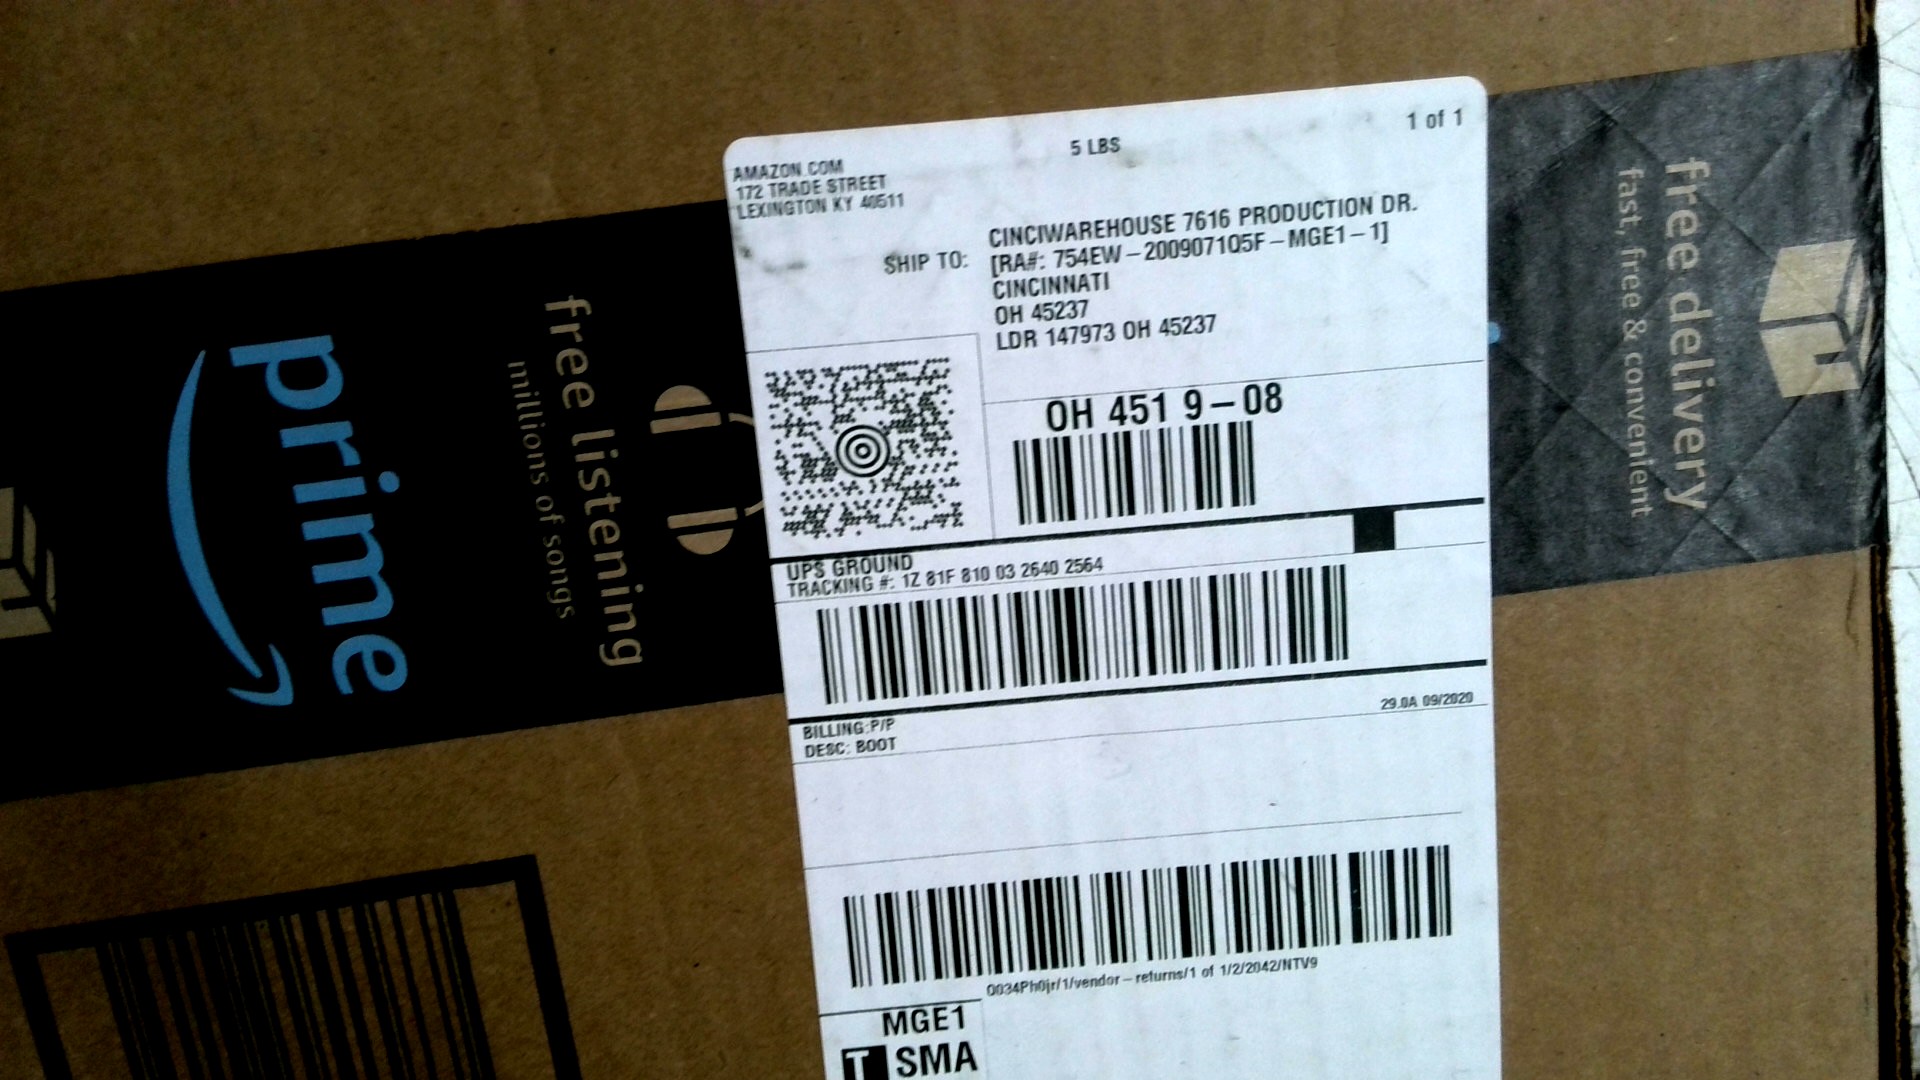 AMAZON.COM
172 TRADE STREET
LEXINGTON KY 40511
5 LBS
1 of 1
SHIP TO:
CINCIWAREHOUSE 7616 PRODUCTION DR.
[RA#: 754EW-2009071Q5F-MGE1-1]
CINCINNATI
OH 45237
LDR 147973 OH 45237
OH 451 9-08
UPS GROUND
TRACKING #: 1Z 81F 810 03 2640 2564
BILLING:P/P
DESC: BOOT
29.0A 09/2020
0034Ph0jr/1/vendor-returns/1 of 1/2/2042/NTV9
MGE1
T SMA
prime
free listening
millions of songs
free delivery
fast, free & convenient